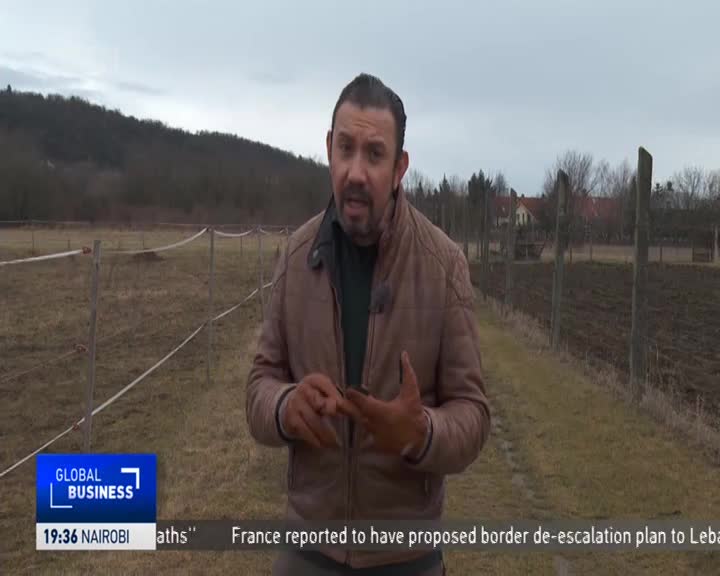 GLOBAL
BUSINESS
19:36 NAIROBI
aths" France reported to have proposed border de-escalation plan to Leba